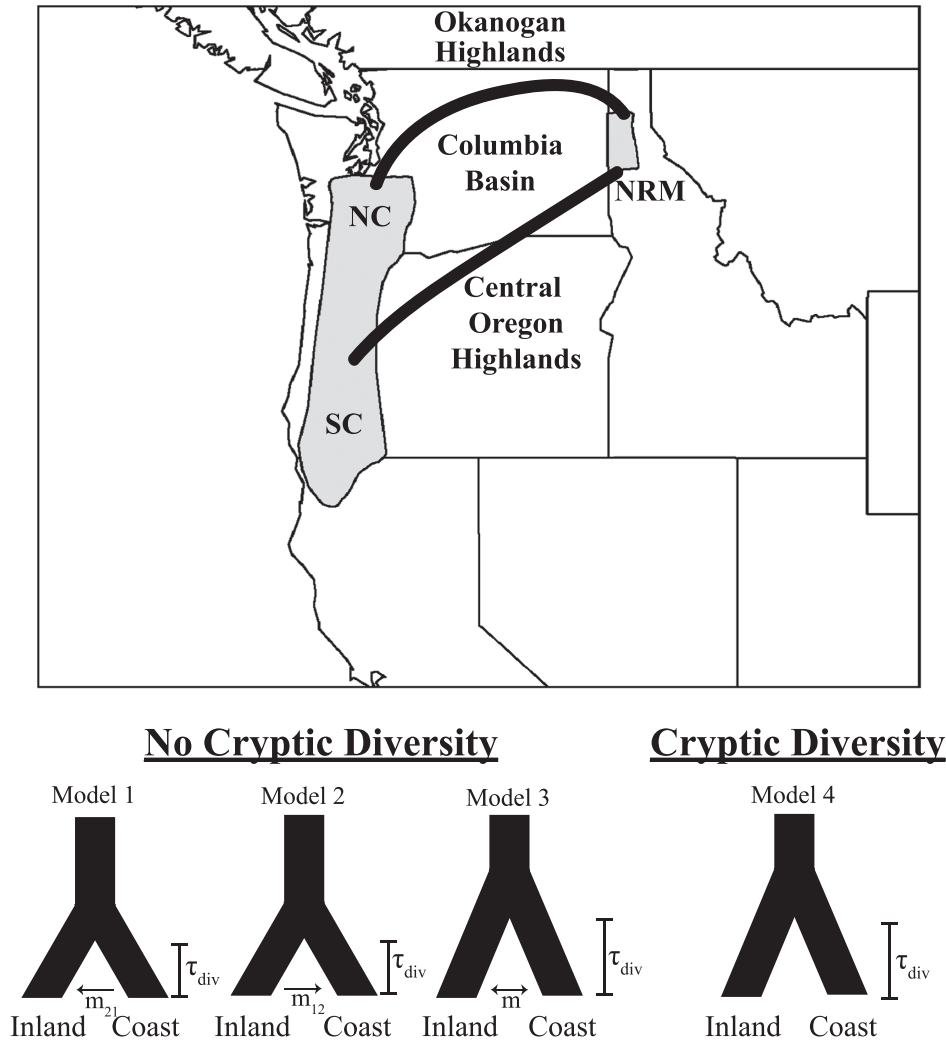 Okanogan
Highlands
Columbia
Basin
NRM
NC
Central
Oregon
Highlands
SC
No Cryptic Diversity
Cryptic Diversity
Model 1
Model 2
Model 3
Model 4
τdiv
τdiv
τdiv
τdiv
m21
m12
m
Inland Coast
Inland Coast
Inland Coast
Inland Coast